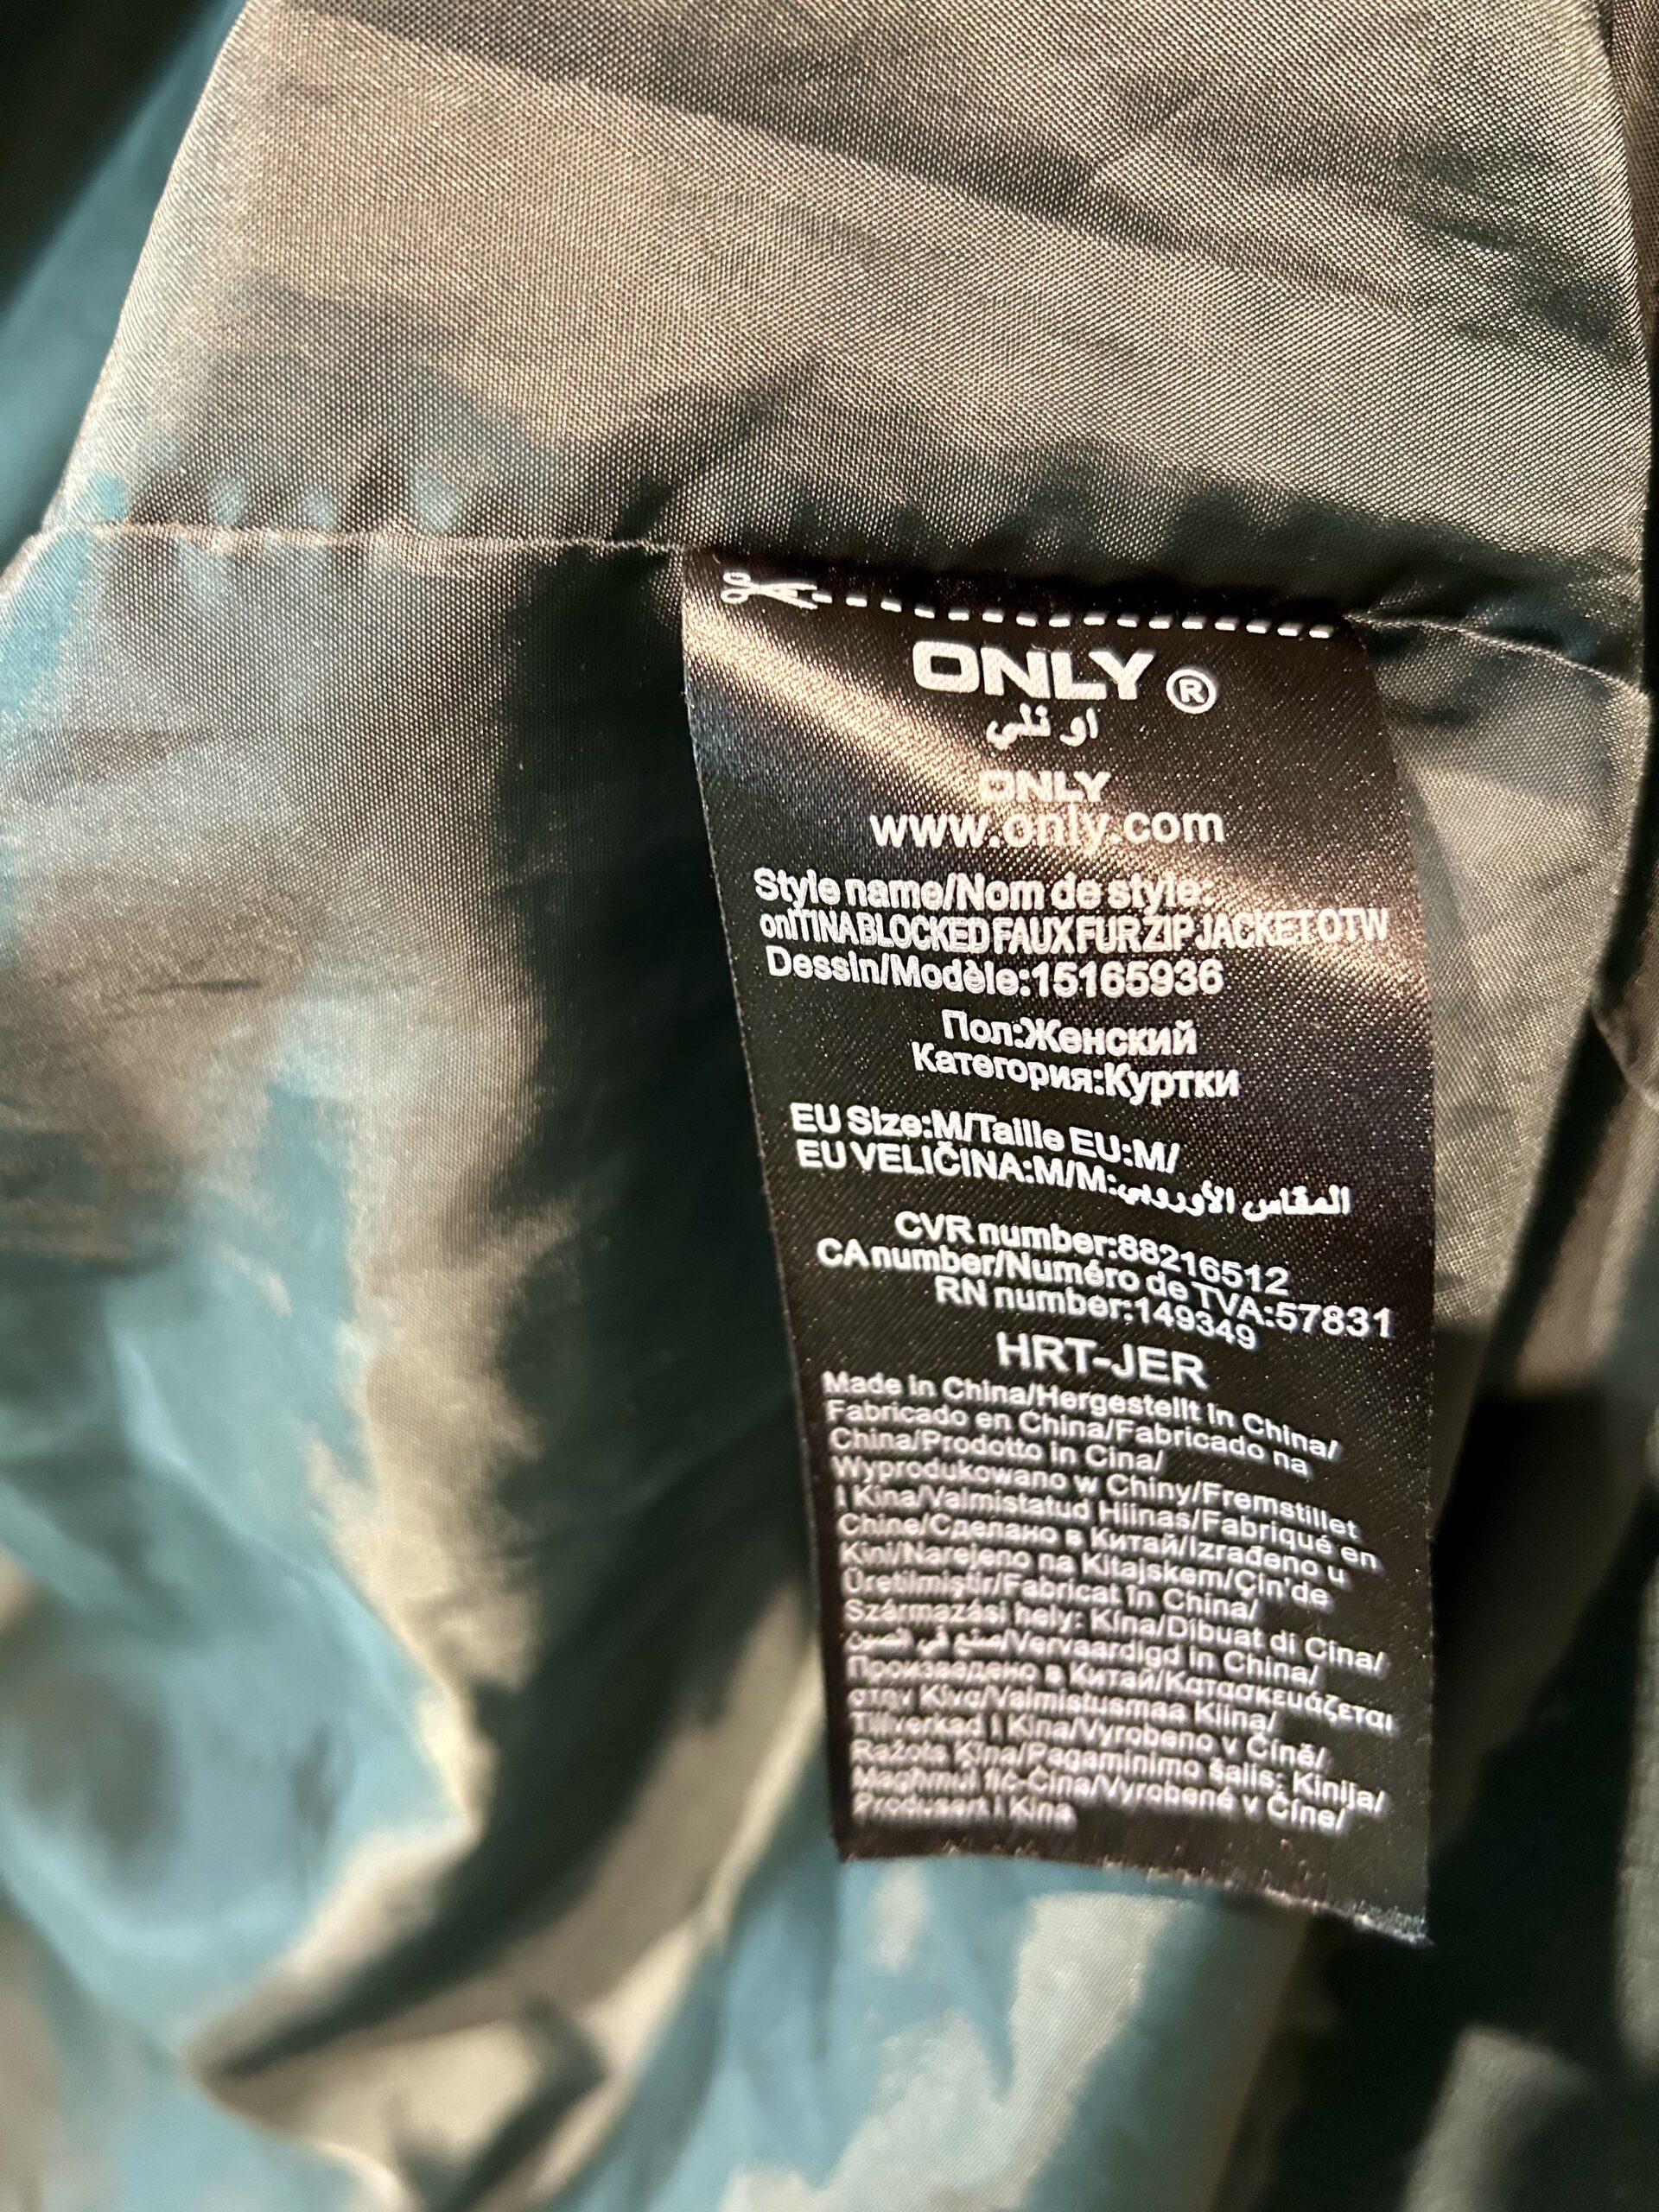 ONLY ®
او نلي
ONLY
www.only.com
Style name/Nom de style:
onlTINA BLOCKED FAUX FUR ZIP JACKET OTW
Dessin/Modèle:15165936
Пол:Женский
Категория:Куртки
EU Size:M/Taille EU:M/
EU VELIČINA:M/M:المقاس الأوروبي
CVR number:88216512
CA number/Numéro de TVA:57831
RN number:149349
HRT-JER
Made in China/Hergestellt in China/
Fabricado en China/Fabricado na
China/Prodotto in Cina/
Wyprodukowano w Chiny/Fremstillet
i Kina/Valmistatud Hiinas/Fabriqué en
Chine/Сделано в Китай/Izrađeno u
Kini/Narejeno na Kitajskem/Çin'de
Üretilmiştir/Fabricat în China/
Származási hely: Kína/Dibuat di Cina/
صنع في الصين/Vervaardigd in China/
Произведено в Китай/Κατασκευάζεται
στην Κίνα/Valmistusmaa Kiina/
Tillverkad i Kina/Vyrobeno v Číně/
Ražots Ķīna/Pagaminimo šalis: Kinija/
Maghmul fiċ-Ċina/Vyrobené v Číne/
Produsert i Kina